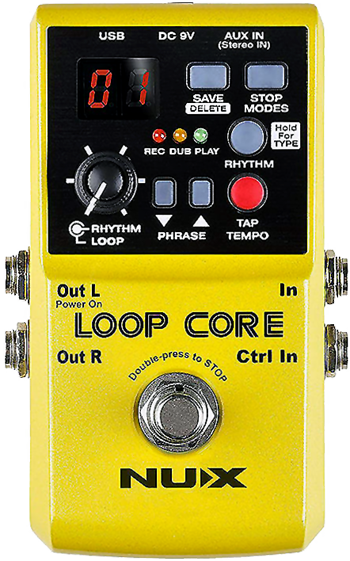 USB DC 9V AUX IN
(Stereo IN)
01
SAVE STOP
DELETE MODES
REC DUB PLAY
Hold
For
TYPE
RHYTHM
RHYTHM
LOOP
PHRASE
TAP
TEMPO
Out L In
Power On
LOOP CORE
Out R Ctrl In
Double-press to STOP
NUX